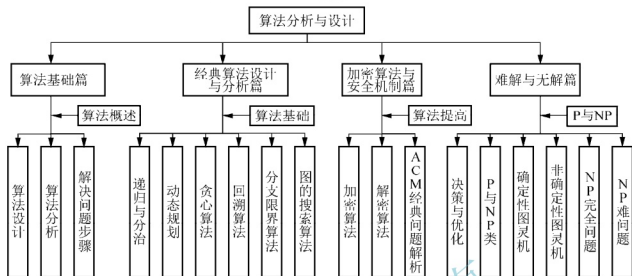 算法分析与设计
算法基础篇
经典算法设计
与分析篇
加密算法与
安全机制篇
难解与无解篇
算法概述
算法基础
算法提高
P与NP
算法设计
算法分析
解决问题步骤
递归与分治
动态规划
贪心算法
回溯算法
分支限界算法
图的搜索算法
加密算法
解密算法
ACM经典问题解析
决策与优化
P与NP类
确定性图灵机
非确定性图灵机
NP完全问题
NP难问题